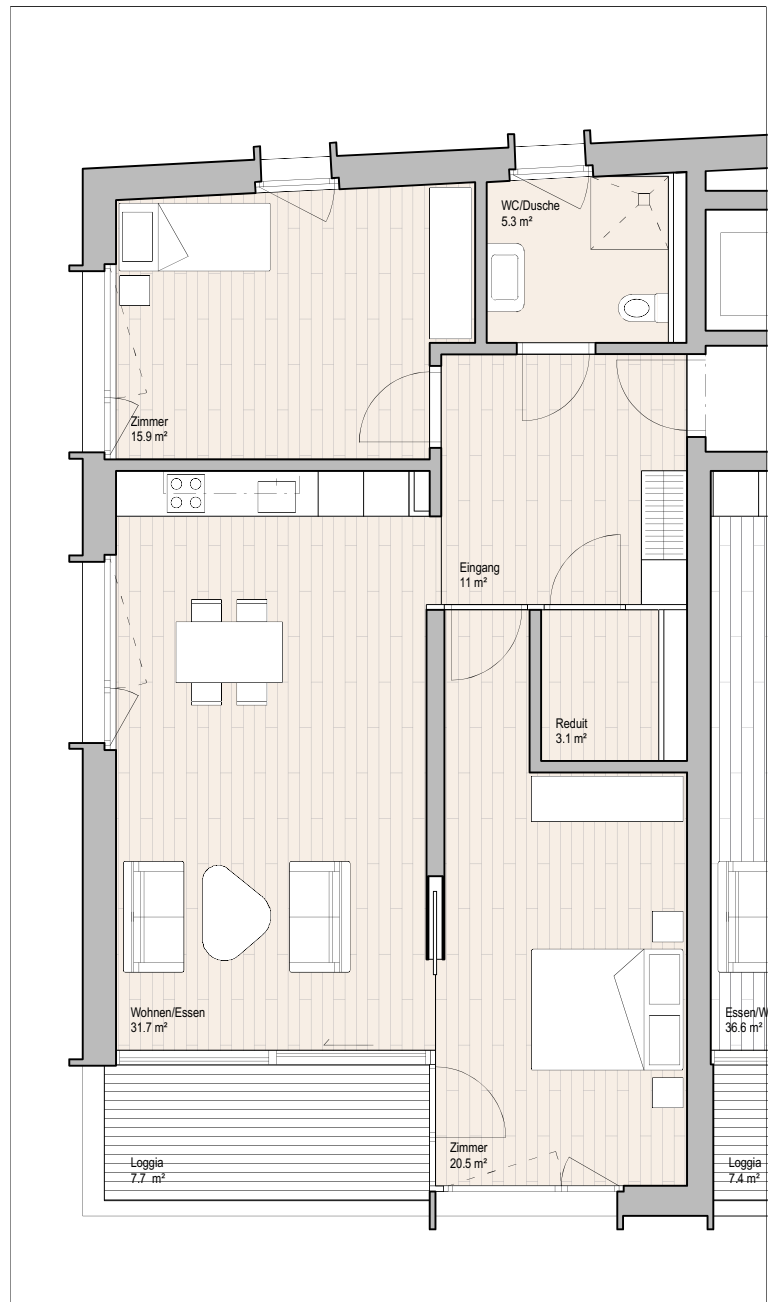 WC/Dusche
5.3 m²
Zimmer
15.9 m²
Eingang
11 m²
Reduit
3.1 m²
Wohnen/Essen
31.7 m²
Essen/W
36.6 m²
Zimmer
20.5 m²
Loggia
7.7 m²
Loggia
7.4 m²